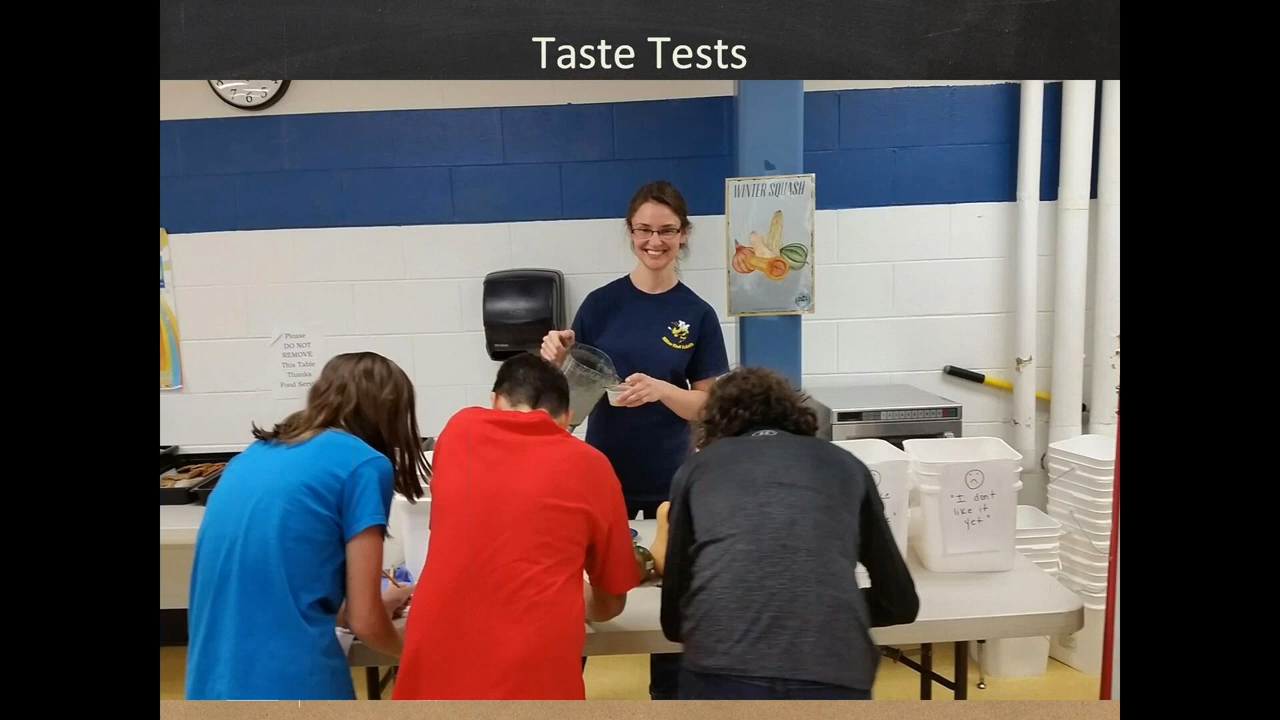 Taste Tests
WINTER SQUASH
Please
DO NOT
REMOVE
This Table
Thanks
"I don't
like it
yet"